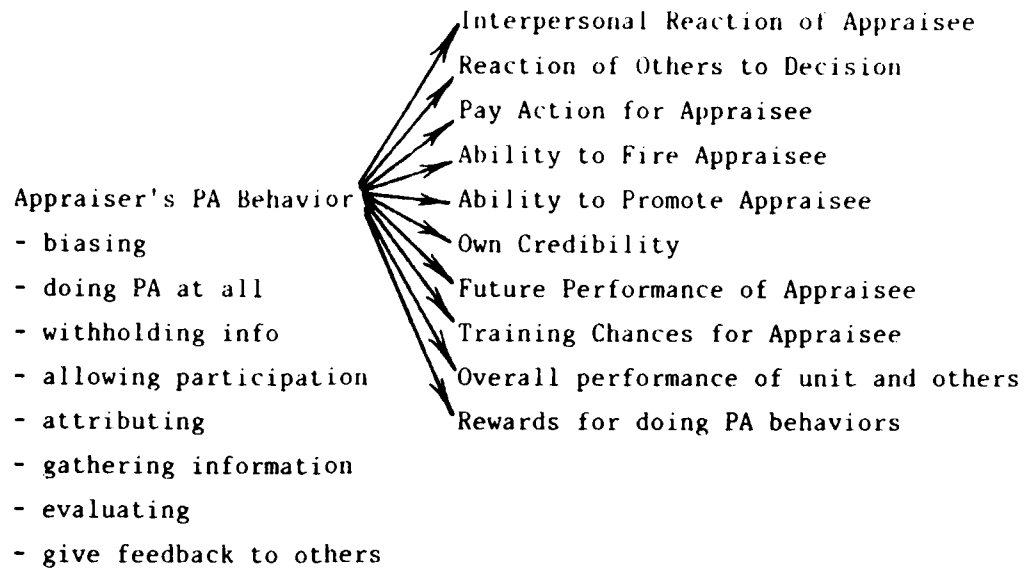 Interpersonal Reaction of Appraisee
Reaction of Others to Decision
Pay Action for Appraisee
Ability to Fire Appraisee
Appraiser's PA Behavior
Ability to Promote Appraisee
- biasing
Own Credibility
- doing PA at all
Future Performance of Appraisee
- withholding info
Training Chances for Appraisee
- allowing participation
Overall performance of unit and others
- attributing
Rewards for doing PA behaviors
- gathering information
- evaluating
- give feedback to others